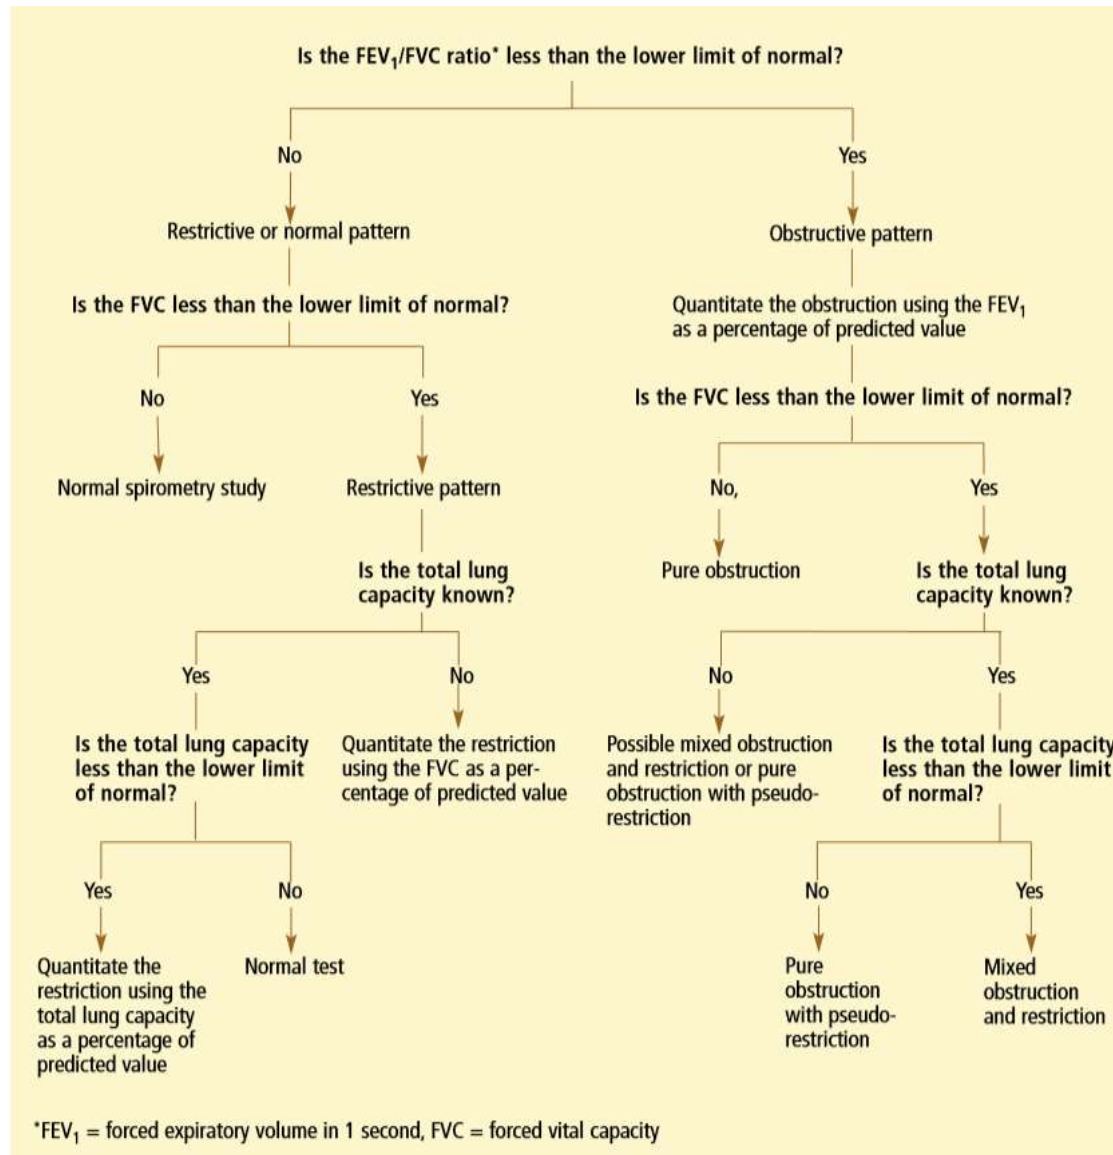 Is the FEV₁/FVC ratio* less than the lower limit of normal?
No
Yes
Restrictive or normal pattern
Obstructive pattern
Is the FVC less than the lower limit of normal?
Quantitate the obstruction using the FEV₁
as a percentage of predicted value
No
Yes
Is the FVC less than the lower limit of normal?
Normal spirometry study
Restrictive pattern
No,
Yes
Is the total lung
capacity known?
Pure obstruction
Is the total lung
capacity known?
Yes
No
No
Yes
Is the total lung capacity
less than the lower limit
of normal?
Quantitate the restriction
using the FVC as a per-
centage of predicted value
Possible mixed obstruction
and restriction or pure
obstruction with pseudo-
restriction
Is the total lung capacity
less than the lower limit
of normal?
Yes
No
No
Yes
Quantitate the
restriction using the
total lung capacity
as a percentage of
predicted value
Normal test
Pure
obstruction
with pseudo-
restriction
Mixed
obstruction
and restriction
*FEV₁ = forced expiratory volume in 1 second, FVC = forced vital capacity